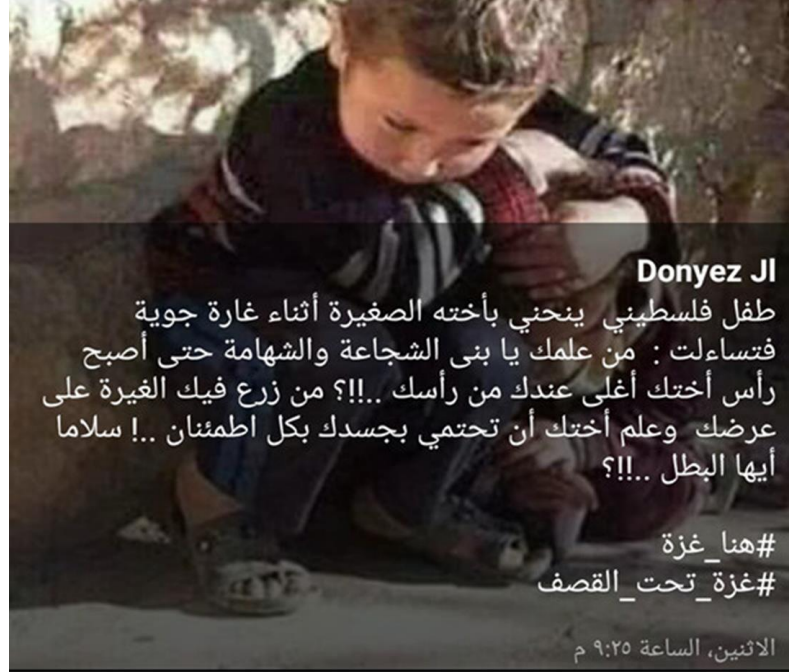 Donyez Jl
طفل فلسطيني ينحني بأخته الصغيرة أثناء غارة جوية
فتساءلت : من علمك يا بنى الشجاعة والشهامة حتى أصبح
رأس أختك أغلى عندك من رأسك ..!!؟ من زرع فيك الغيرة على
عرضك وعلم أختك أن تحتمي بجسدك بكل اطمئنان ..! سلاما
أيها البطل ..!!؟
#هنا_غزة
#غزة_تحت_القصف
الاثنين، الساعة ٩:٢٥ م